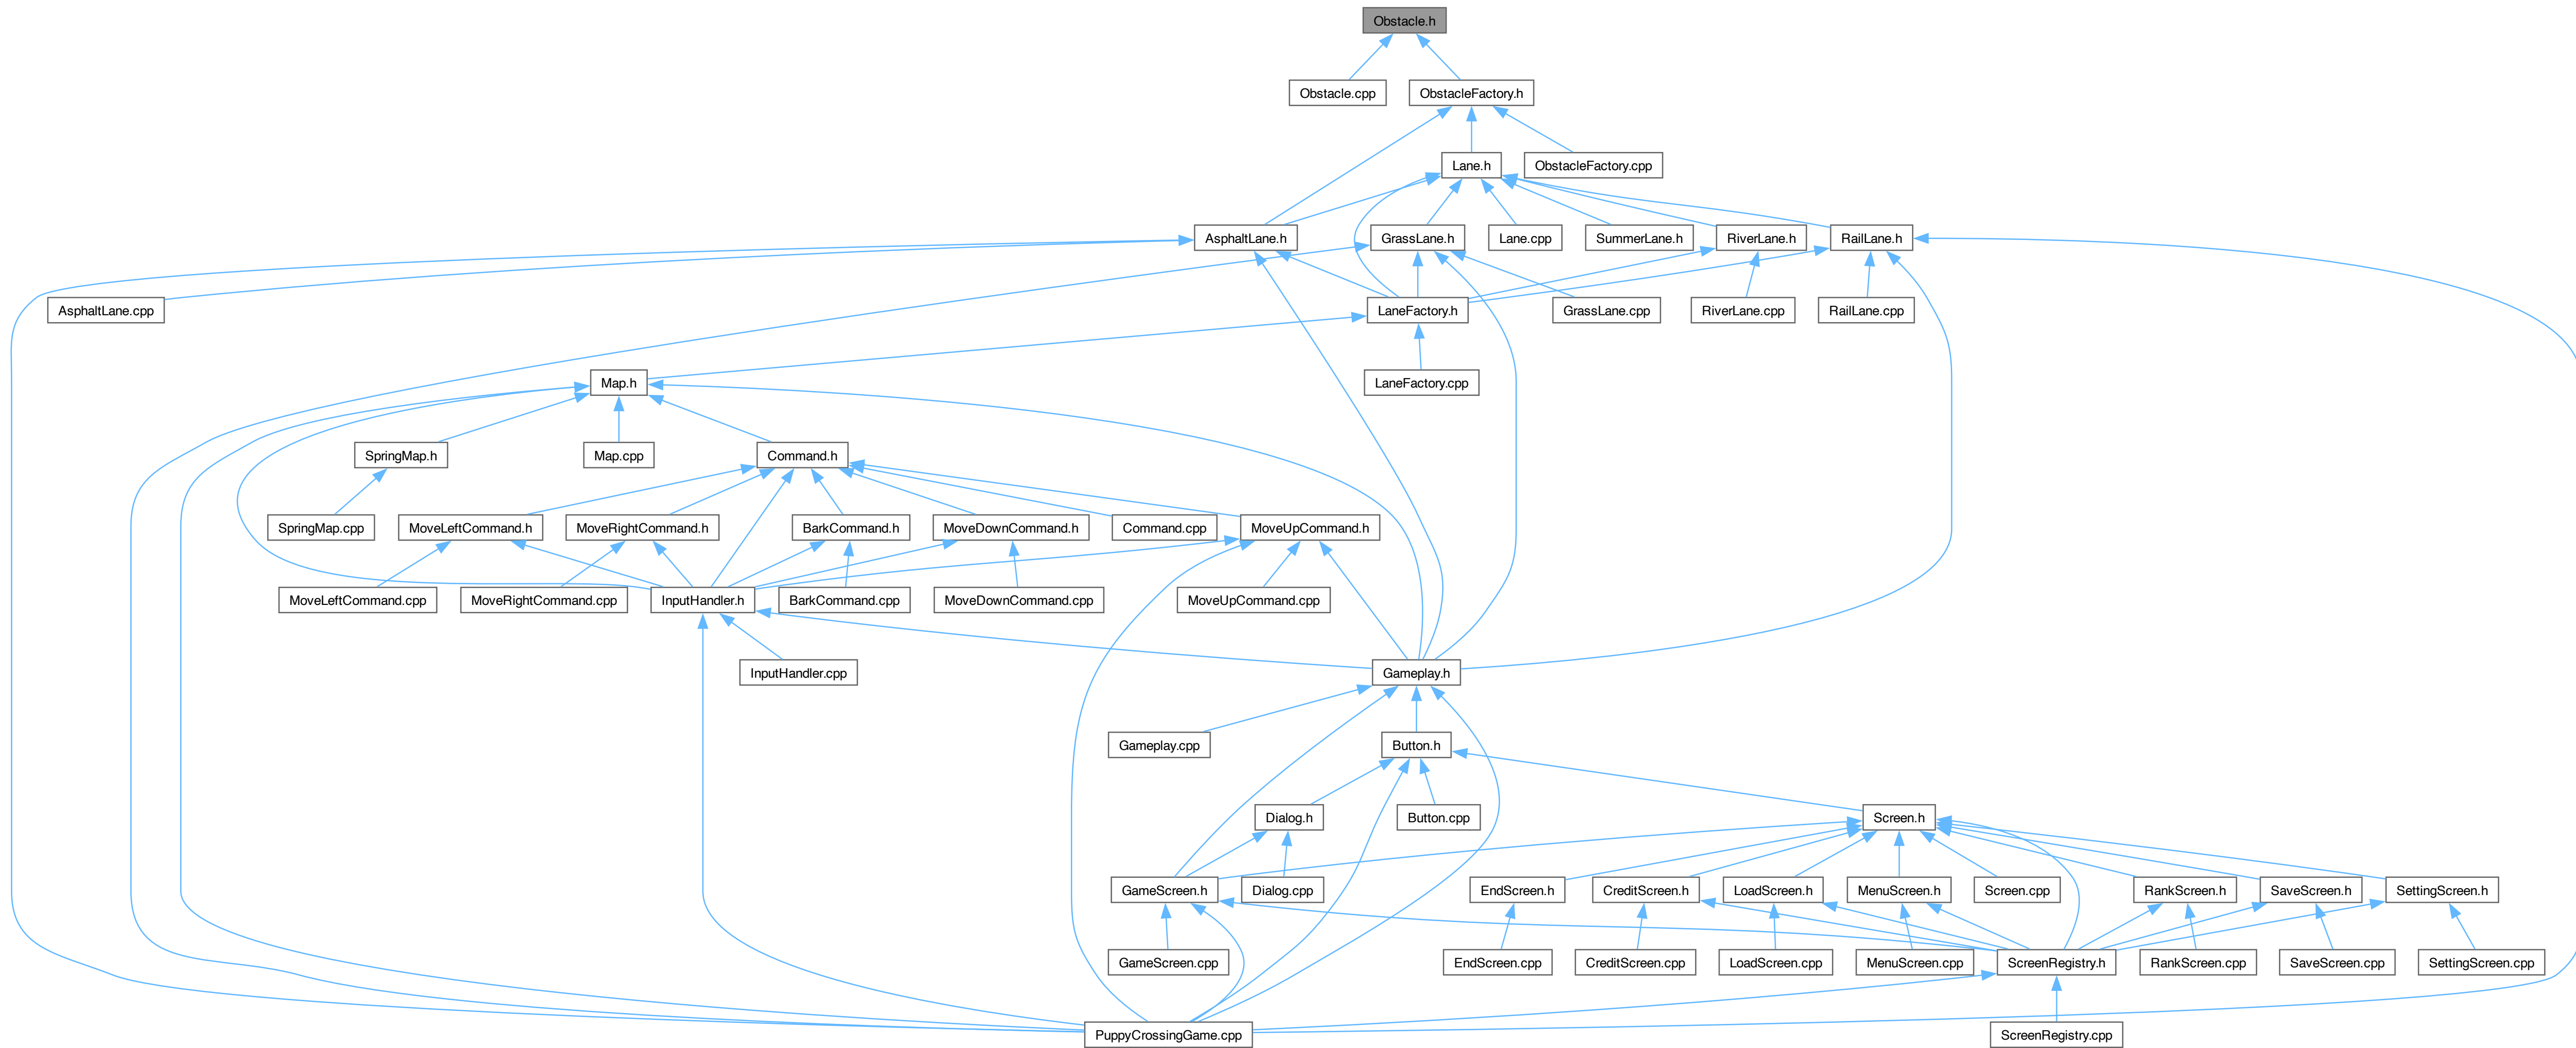 Obstacle.h
Obstacle.cpp
ObstacleFactory.h
Lane.h
ObstacleFactory.cpp
AsphaltLane.h
GrassLane.h
Lane.cpp
SummerLane.h
RiverLane.h
RailLane.h
AsphaltLane.cpp
LaneFactory.h
GrassLane.cpp
RiverLane.cpp
RailLane.cpp
Map.h
LaneFactory.cpp
SpringMap.h
Map.cpp
Command.h
SpringMap.cpp
MoveLeftCommand.h
MoveRightCommand.h
BarkCommand.h
MoveDownCommand.h
Command.cpp
MoveUpCommand.h
MoveLeftCommand.cpp
MoveRightCommand.cpp
InputHandler.h
BarkCommand.cpp
MoveDownCommand.cpp
MoveUpCommand.cpp
InputHandler.cpp
Gameplay.h
Gameplay.cpp
Button.h
Dialog.h
Button.cpp
Screen.h
GameScreen.h
Dialog.cpp
EndScreen.h
CreditScreen.h
LoadScreen.h
MenuScreen.h
Screen.cpp
RankScreen.h
SaveScreen.h
SettingScreen.h
GameScreen.cpp
EndScreen.cpp
CreditScreen.cpp
LoadScreen.cpp
MenuScreen.cpp
ScreenRegistry.h
RankScreen.cpp
SaveScreen.cpp
SettingScreen.cpp
PuppyCrossingGame.cpp
ScreenRegistry.cpp